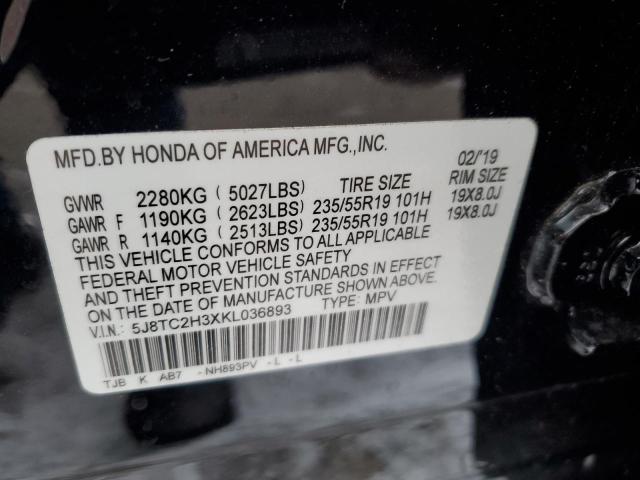 MFD.BY HONDA OF AMERICA MFG.,INC. 02/'19
GVWR 2280KG ( 5027LBS) TIRE SIZE RIM SIZE
GAWR F 1190KG ( 2623LBS) 235/55R19 101H 19X8.0J
GAWR R 1140KG ( 2513LBS) 235/55R19 101H 19X8.0J
THIS VEHICLE CONFORMS TO ALL APPLICABLE
FEDERAL MOTOR VEHICLE SAFETY
AND THEFT PREVENTION STANDARDS IN EFFECT
ON THE DATE OF MANUFACTURE SHOWN ABOVE.
V.I.N.: 5J8TC2H3XKL036893 TYPE: MPV
TJB K AB7 -NH893PV -L -L